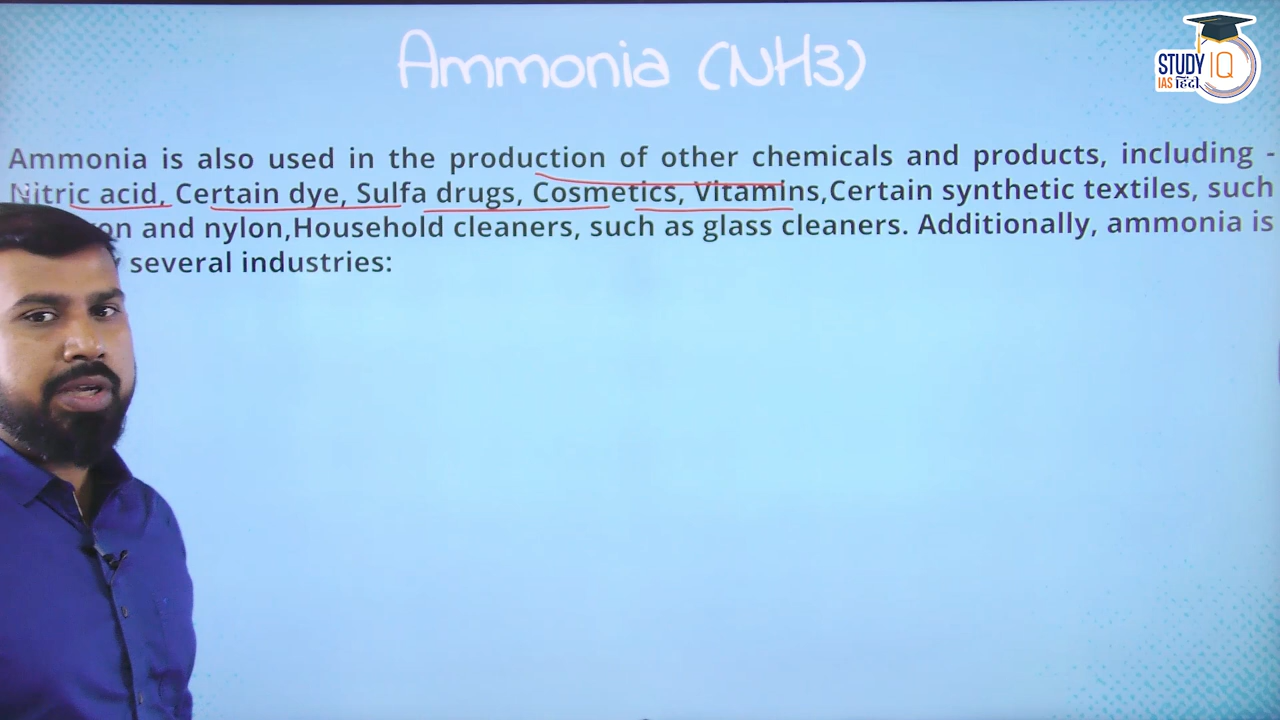 Ammonia (NH3)
STUDY IQ
IAS हिंदी
Ammonia is also used in the production of other chemicals and products, including -
Nitric acid, Certain dye, Sulfa drugs, Cosmetics, Vitamins,Certain synthetic textiles, such
and nylon,Household cleaners, such as glass cleaners. Additionally, ammonia is
several industries: